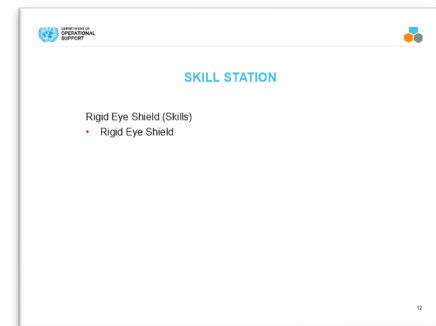 DEPARTMENT OF
OPERATIONAL
SUPPORT
SKILL STATION
Rigid Eye Shield (Skills)
• Rigid Eye Shield
12